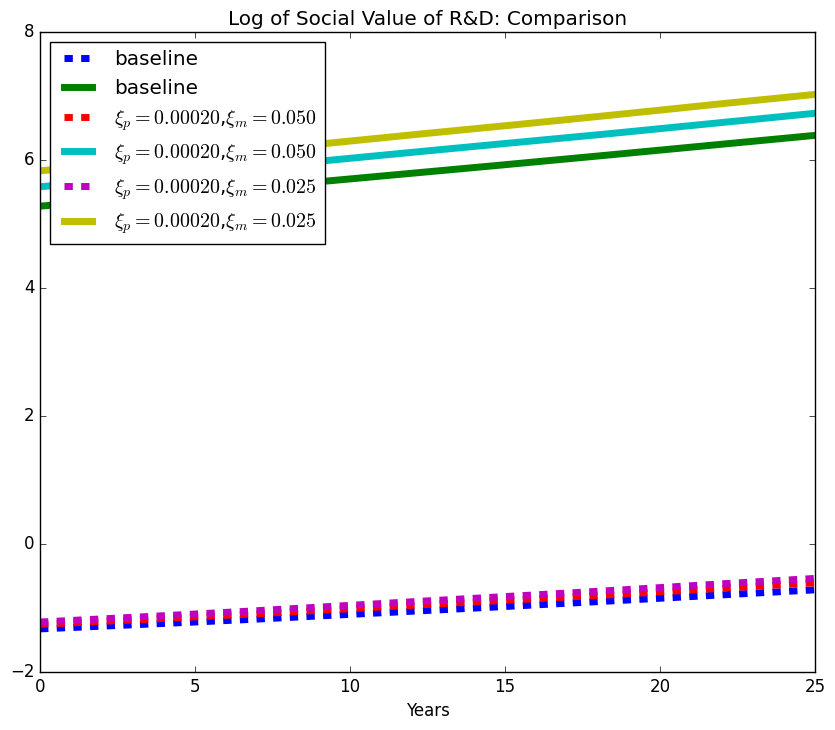 Log of Social Value of R&D: Comparison
8
baseline
baseline
ξp = 0.00020,ξm = 0.050
ξp = 0.00020,ξm = 0.050
ξp = 0.00020,ξm = 0.025
ξp = 0.00020,ξm = 0.025
6
4
2
0
−2
0 5 10 15 20 25
Years